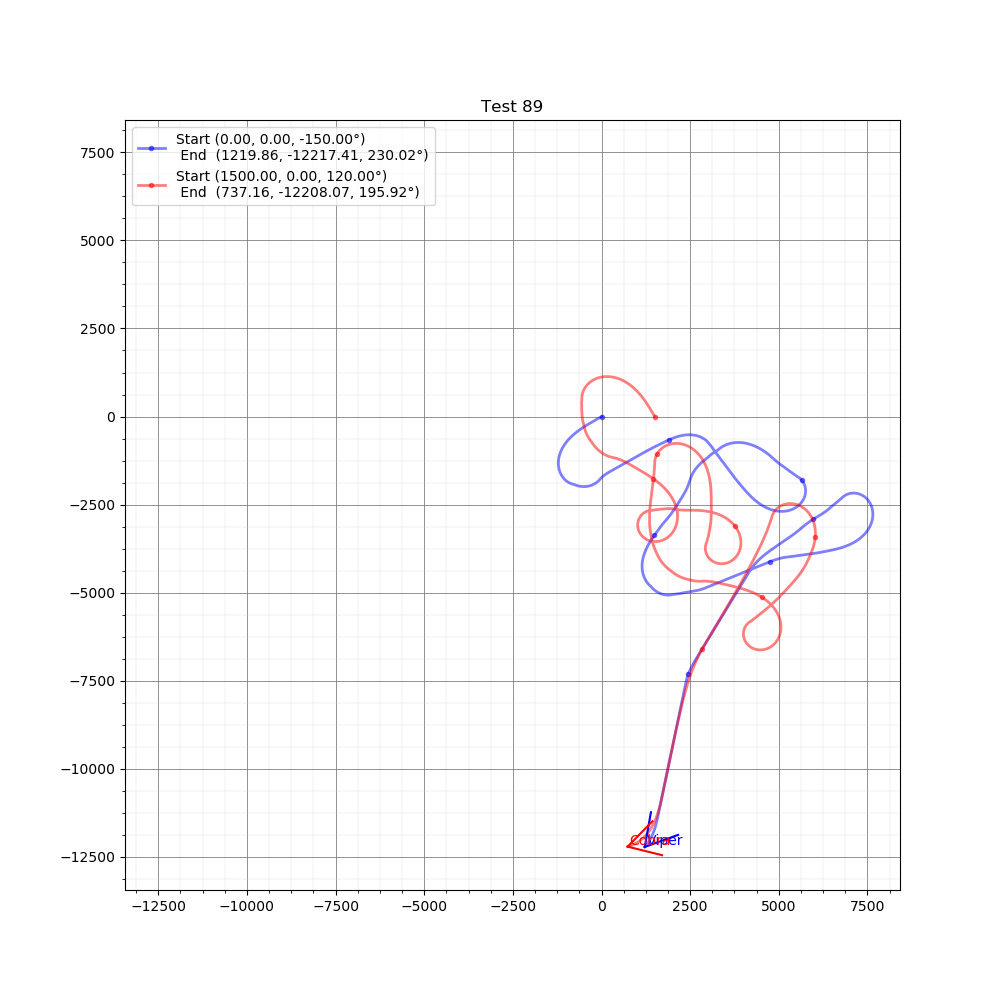 Test 89
Start (0.00, 0.00, -150.00°)
End (1219.86, -12217.41, 230.02°)
Start (1500.00, 0.00, 120.00°)
End (737.16, -12208.07, 195.92°)
7500
5000
2500
0
−2500
−5000
−7500
−10000
−12500
−12500 −10000 −7500 −5000 −2500 0 2500 5000 7500